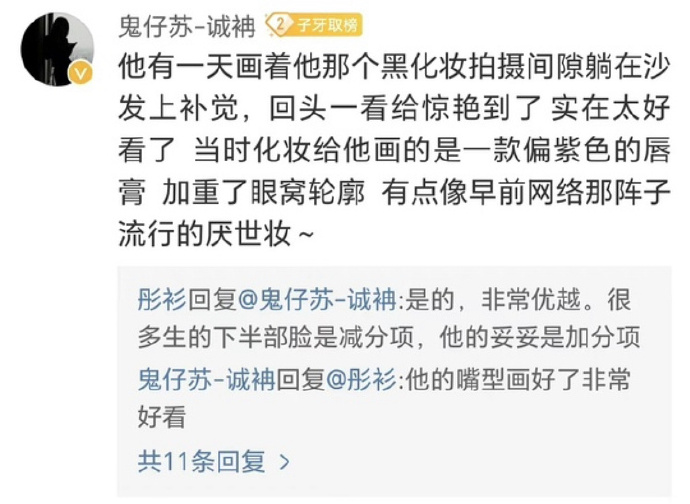 鬼仔苏-诚神 2 子牙取榜
他有一天画着他那个黑化妆拍摄间隙躺在沙
发上补觉，回头一看给惊艳到了 实在太好
看了 当时化妆给他画的是一款偏紫色的唇
膏 加重了眼窝轮廓 有点像早前网络那阵子
流行的厌世妆～
彤衫回复@鬼仔苏-诚神:是的，非常优越。很
多生的下半部脸是减分项，他的妥妥是加分项
鬼仔苏-诚神回复@彤衫:他的嘴型画好了非常
好看
共11条回复 >